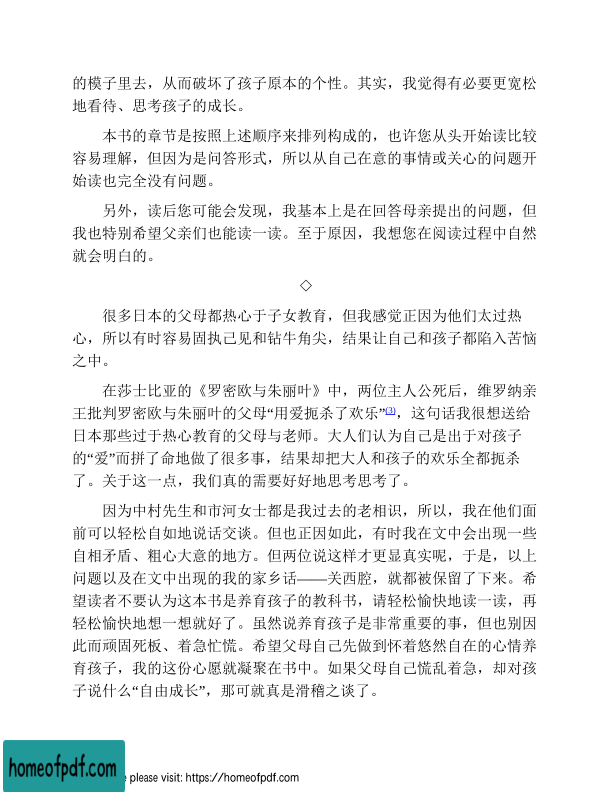 的模子里去，从而破坏了孩子原本的个性。其实，我觉得有必要更宽松
地看待、思考孩子的成长。
本书的章节是按照上述顺序来排列构成的，也许您从头开始读比较
容易理解，但因为是问答形式，所以从自己在意的事情或关心的问题开
始读也完全没有问题。
另外，读后您可能会发现，我基本上是在回答母亲提出的问题，但
我也特别希望父亲们也能读一读。至于原因，我想您在阅读过程中自然
就会明白的。
◇
很多日本的父母都热心于子女教育，但我感觉正因为他们太过热
心，所以有时容易固执己见和钻牛角尖，结果让自己和孩子都陷入苦恼
之中。
在莎士比亚的《罗密欧与朱丽叶》中，两位主人公死后，维罗纳亲
王批判罗密欧与朱丽叶的父母“用爱扼杀了欢乐”(3)，这句话我很想送给
日本那些过于热心教育的父母与老师。大人们认为自己是出于对孩子
的“爱”而拼了命地做了很多事，结果却把大人和孩子的欢乐全都扼杀
了。关于这一点，我们真的需要好好地思考思考了。
因为中村先生和市河女士都是我过去的老相识，所以，我在他们面
前可以轻松自如地说话交谈。但也正因如此，有时我在文中会出现一些
自相矛盾、粗心大意的地方。但两位说这样才更显真实呢，于是，以上
问题以及在文中出现的我的家乡话——关西腔，就都被保留了下来。希
望读者不要认为这本书是养育孩子的教科书，请轻松愉快地读一读，再
轻松愉快地想一想就好了。虽然说养育孩子是非常重要的事，但也别因
此而顽固死板、着急忙慌。希望父母自己先做到怀着悠然自在的心情养
育孩子，我的这份心愿就凝聚在书中。如果父母自己慌乱着急，却对孩
子说什么“自由成长”，那可就真是滑稽之谈了。
homeofpdf.com
e please visit: https://homeofpdf.com